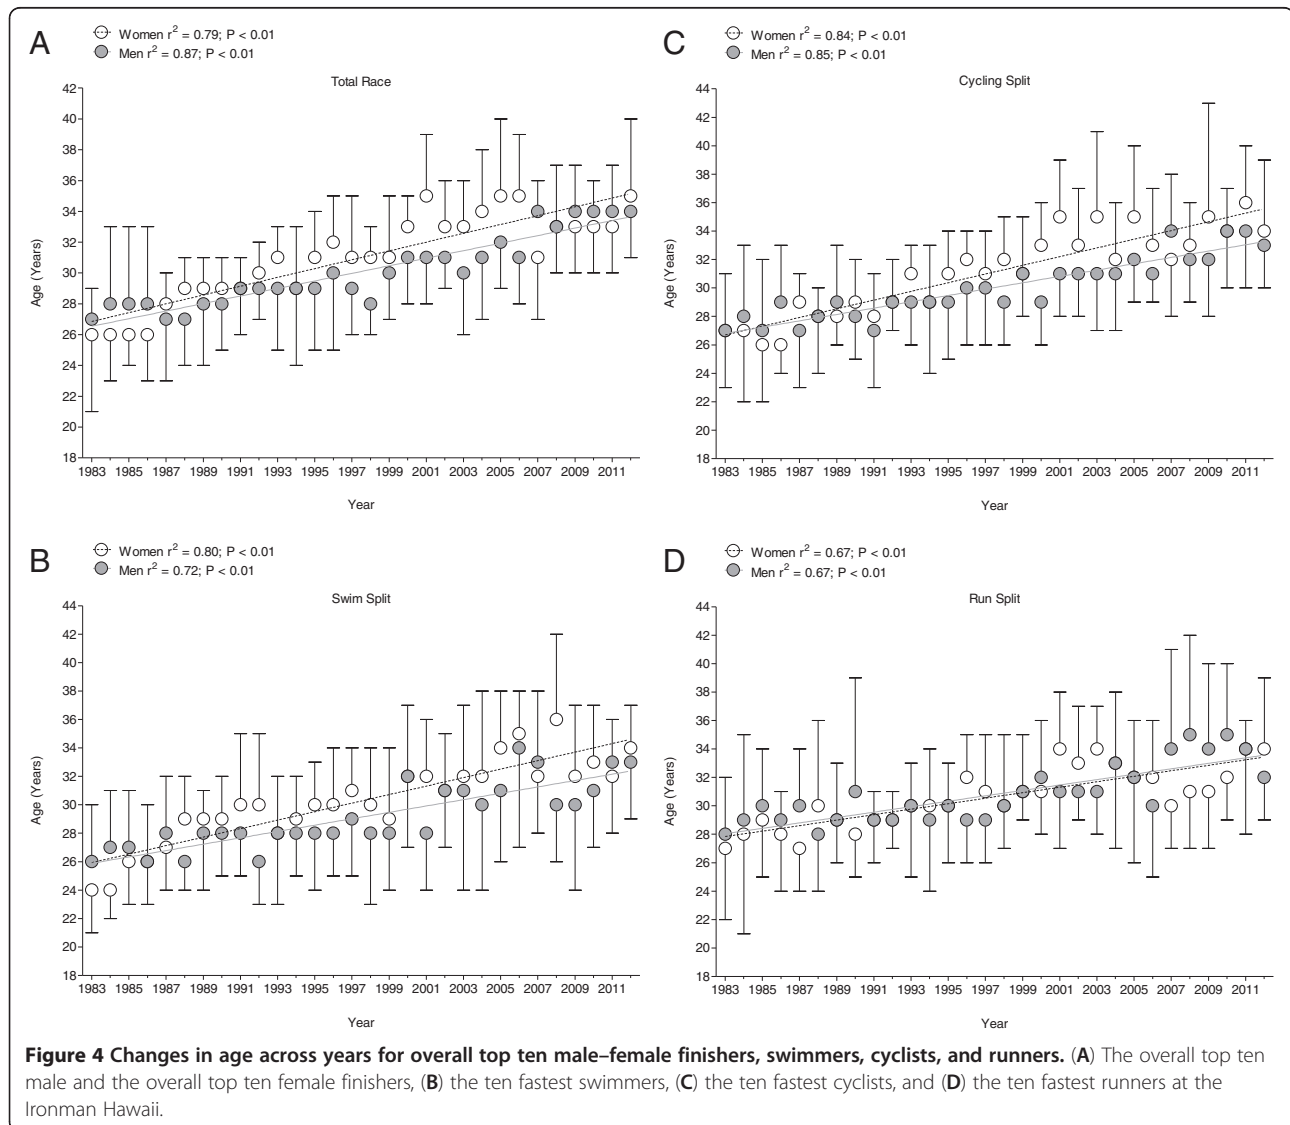 A
Women r² = 0.79; P < 0.01
Men r² = 0.87; P < 0.01
Total Race
42
40
38
36
34
32
30
28
26
24
22
20
18
Age (Years)
1983 1985 1987 1989 1991 1993 1995 1997 1999 2001 2003 2005 2007 2009 2011
Year
C
Women r² = 0.84; P < 0.01
Men r² = 0.85; P < 0.01
Cycling Split
44
42
40
38
36
34
32
30
28
26
24
22
20
18
Age (Years)
1983 1985 1987 1989 1991 1993 1995 1997 1999 2001 2003 2005 2007 2009 2011
Year
B
Women r² = 0.80; P < 0.01
Men r² = 0.72; P < 0.01
Swim Split
44
42
40
38
36
34
32
30
28
26
24
22
20
18
Age (Years)
1983 1985 1987 1989 1991 1993 1995 1997 1999 2001 2003 2005 2007 2009 2011
Year
D
Women r² = 0.67; P < 0.01
Men r² = 0.67; P < 0.01
Run Split
44
42
40
38
36
34
32
30
28
26
24
22
20
18
Age (Years)
1983 1985 1987 1989 1991 1993 1995 1997 1999 2001 2003 2005 2007 2009 2011
Year
Figure 4 Changes in age across years for overall top ten male–female finishers, swimmers, cyclists, and runners. (A) The overall top ten
male and the overall top ten female finishers, (B) the ten fastest swimmers, (C) the ten fastest cyclists, and (D) the ten fastest runners at the
Ironman Hawaii.